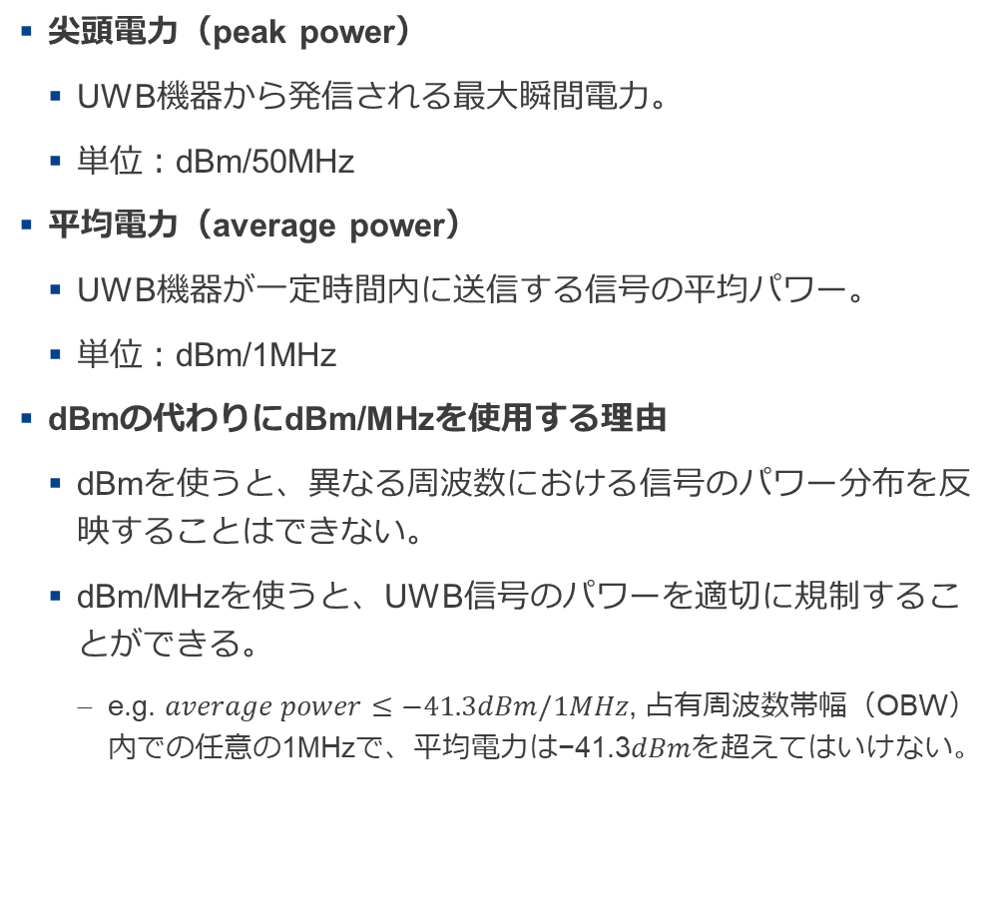 ▪ 尖頭電力（peak power）
▪ UWB機器から発信される最大瞬間電力。
▪ 単位：dBm/50MHz
▪ 平均電力（average power）
▪ UWB機器が一定時間内に送信する信号の平均パワー。
▪ 単位：dBm/1MHz
▪ dBmの代わりにdBm/MHzを使用する理由
▪ dBmを使うと、異なる周波数における信号のパワー分布を反
映することはできない。
▪ dBm/MHzを使うと、UWB信号のパワーを適切に規制するこ
とができる。
– e.g. average power ≤ −41.3dBm/1MHz, 占有周波数帯幅（OBW）
内での任意の1MHzで、平均電力は−41.3dBmを超えてはいけない。